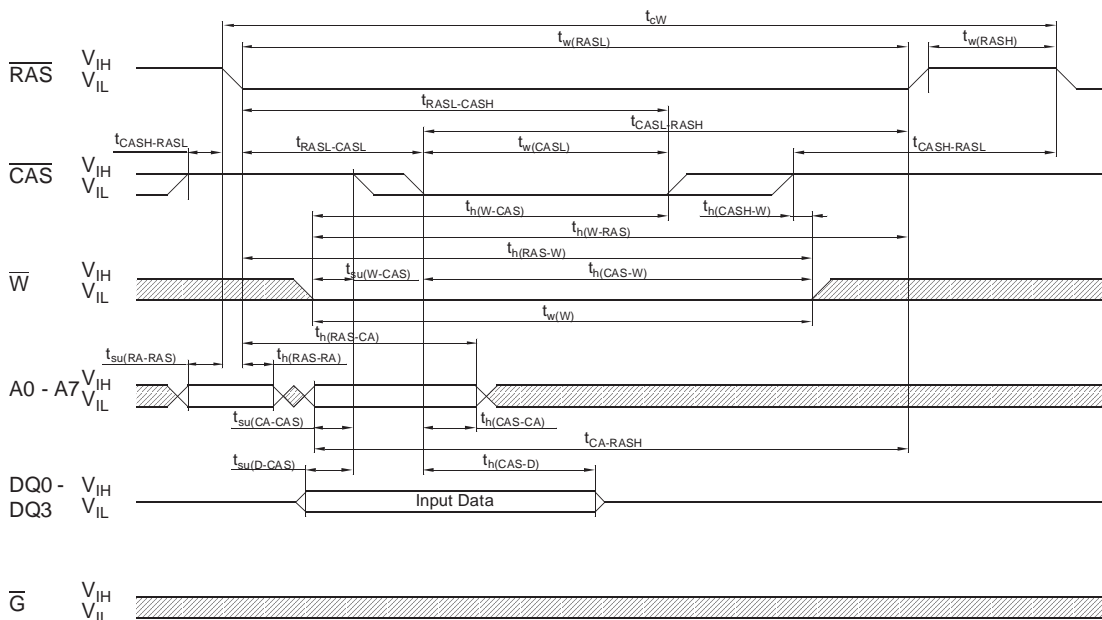 tcW
tw(RASL)
tw(RASH)
RAS VIH
VIL
tRASL-CASH
tCASL-RASH
tCASH-RASL
tRASL-CASL
tw(CASL)
tCASH-RASL
CAS VIH
VIL
th(W-CAS)
th(CASH-W)
th(W-RAS)
th(RAS-W)
tsu(W-CAS)
th(CAS-W)
W VIH
VIL
tw(W)
th(RAS-CA)
tsu(RA-RAS)
th(RAS-RA)
A0 - A7 VIH
VIL
tsu(CA-CAS)
th(CAS-CA)
tCA-RASH
tsu(D-CAS)
th(CAS-D)
DQ0 - VIH
DQ3 VIL
Input Data
G VIH
VIL